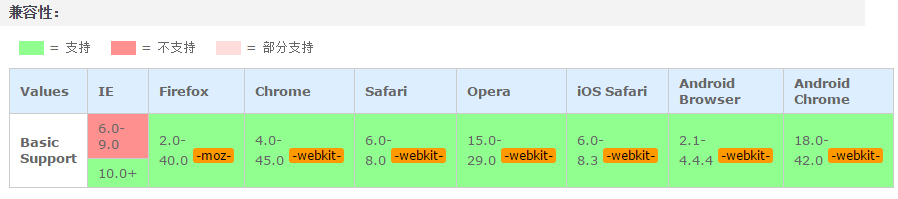 兼容性：
= 支持 = 不支持 = 部分支持
Values IE Firefox Chrome Safari Opera iOS Safari Android Browser Android Chrome
Basic Support
6.0-9.0
10.0+
2.0-40.0 -moz-
4.0-45.0 -webkit-
6.0-8.0 -webkit-
15.0-29.0 -webkit-
6.0-8.3 -webkit-
2.1-4.4.4 -webkit-
18.0-42.0 -webkit-